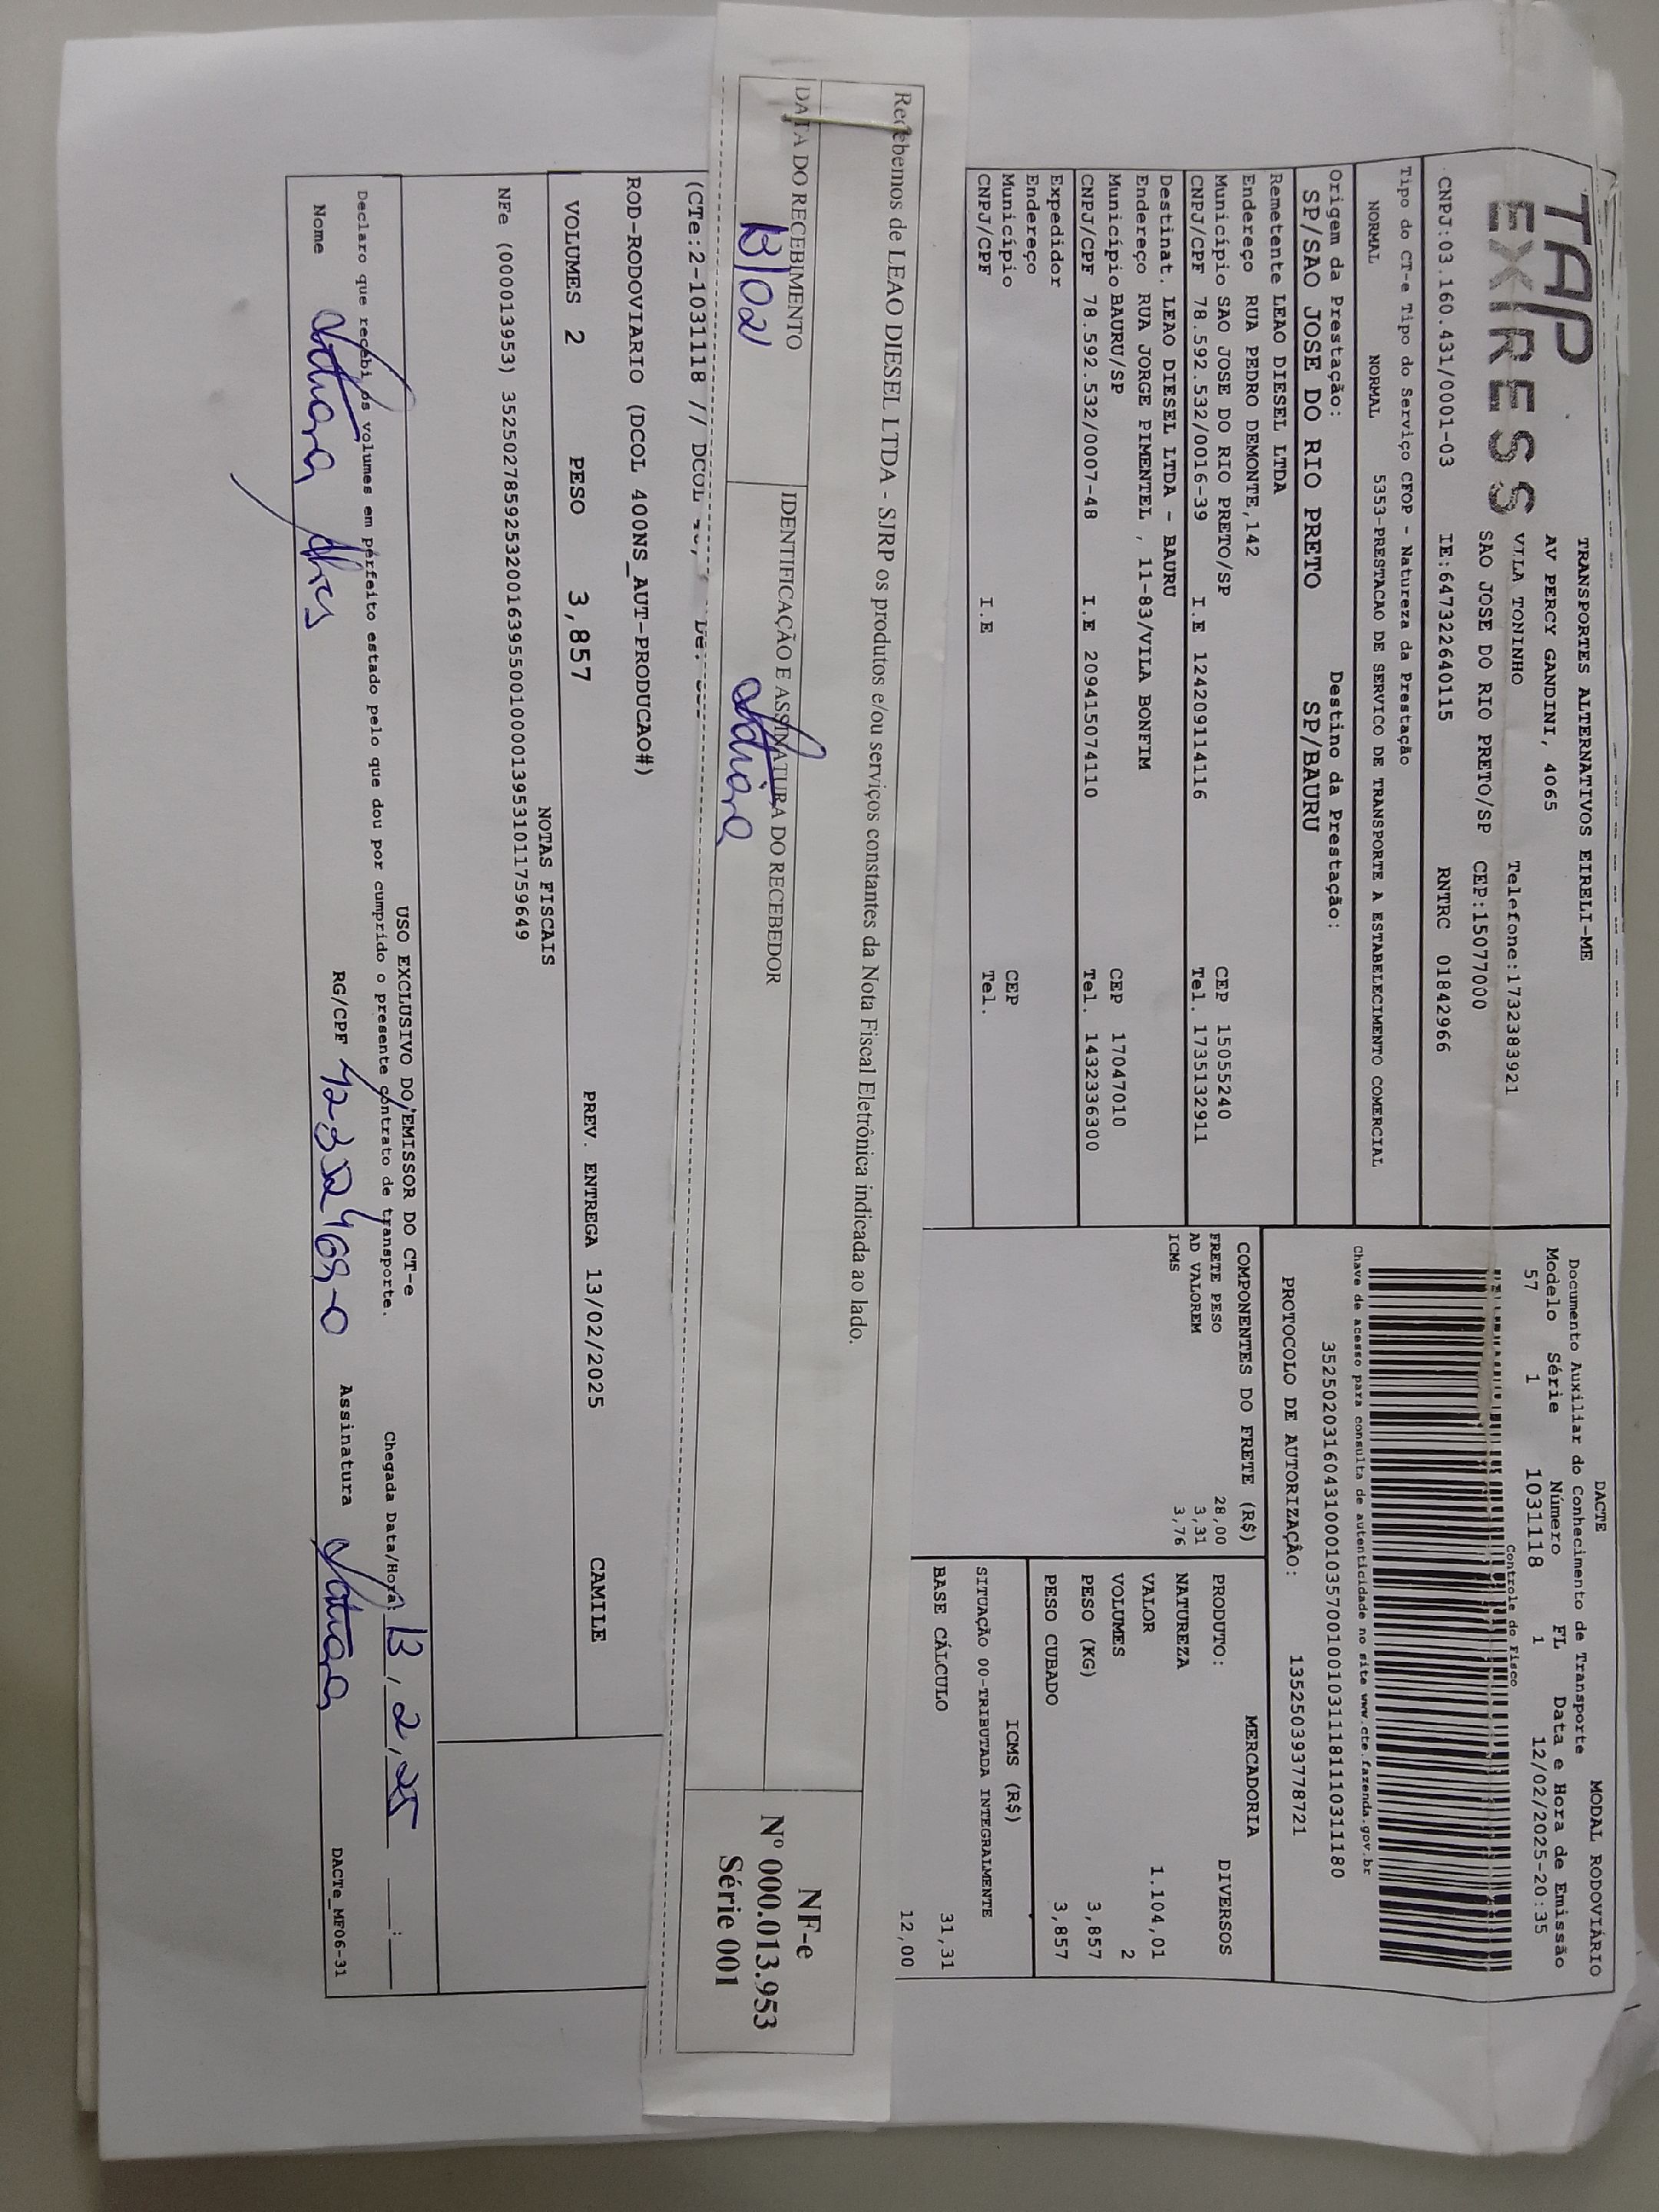 TAP
EXPRESS
TRANSPORTES ALTERNATIVOS EIRELI-ME
AV PERCY GANDINI, 4065
VILA TONINHO Telefone:1732383921
SAO JOSE DO RIO PRETO/SP CEP:15077000
CNPJ:03.160.431/0001-03 IE:647322640115 RNTRC 01842966
Tipo do CT-e Tipo do Serviço CFOP - Natureza da Prestação
NORMAL NORMAL 5353-PRESTACAO DE SERVICO DE TRANSPORTE A ESTABELECIMENTO COMERCIAL
Origem da Prestação: Destino da Prestação:
SP/SAO JOSE DO RIO PRETO SP/BAURU
Remetente LEAO DIESEL LTDA
Endereço RUA PEDRO DEMONTE,142
Município SAO JOSE DO RIO PRETO/SP CEP 15055240
CNPJ/CPF 78.592.532/0016-39 I.E 124209114116 Tel. 1735132911
Destinat. LEAO DIESEL LTDA - BAURU
Endereço RUA JORGE PIMENTEL , 11-83/VILA BONFIM
Município BAURU/SP CEP 17047010
CNPJ/CPF 78.592.532/0007-48 I.E 209415074110 Tel. 1432336300
Expedidor
Endereço
Município CEP
CNPJ/CPF I.E Tel.
DACTE MODAL RODOVIÁRIO
Documento Auxiliar do Conhecimento de Transporte
Modelo Série Número FL Data e Hora de Emissão
57 1 1031118 1 12/02/2025-20:35
Controle do Fisco
Chave de acesso para consulta de autenticidade no site www.cte.fazenda.gov.br
35250203160431000103570010010311181110311180
PROTOCOLO DE AUTORIZAÇÃO: 135250393778721
COMPONENTES DO FRETE (R$)
FRETE PESO 28,00
AD VALOREM 3,31
ICMS 3,76
MERCADORIA
PRODUTO: DIVERSOS
NATUREZA
VALOR 1.104,01
VOLUMES 2
PESO (KG) 3,857
PESO CUBADO 3,857
ICMS (R$)
SITUAÇÃO 00-TRIBUTADA INTEGRALMENTE
BASE CÁLCULO 31,31
12,00
Recebemos de LEAO DIESEL LTDA - SJRP os produtos e/ou serviços constantes da Nota Fiscal Eletrônica indicada ao lado.
DATA DO RECEBIMENTO IDENTIFICAÇÃO E ASSINATURA DO RECEBEDOR
13/02
NF-e
Nº 000.013.953
Série 001
(CTe:2-1031118 // DCOL
ROD-RODOVIARIO (DCOL 400NS_AUT-PRODUCAO#)
VOLUMES 2 PESO 3,857 PREV. ENTREGA 13/02/2025 CAMILE
NOTAS FISCAIS
NFe (000013953) 35250278592532001639550010000139531011759649
USO EXCLUSIVO DO EMISSOR DO CT-e
Declaro que recebi os volumes em perfeito estado pelo que dou por cumprido o presente contrato de transporte. Chegada Data/Hora: 13, 2, 25 :
Nome RG/CPF Assinatura
DACTe_MF06-31